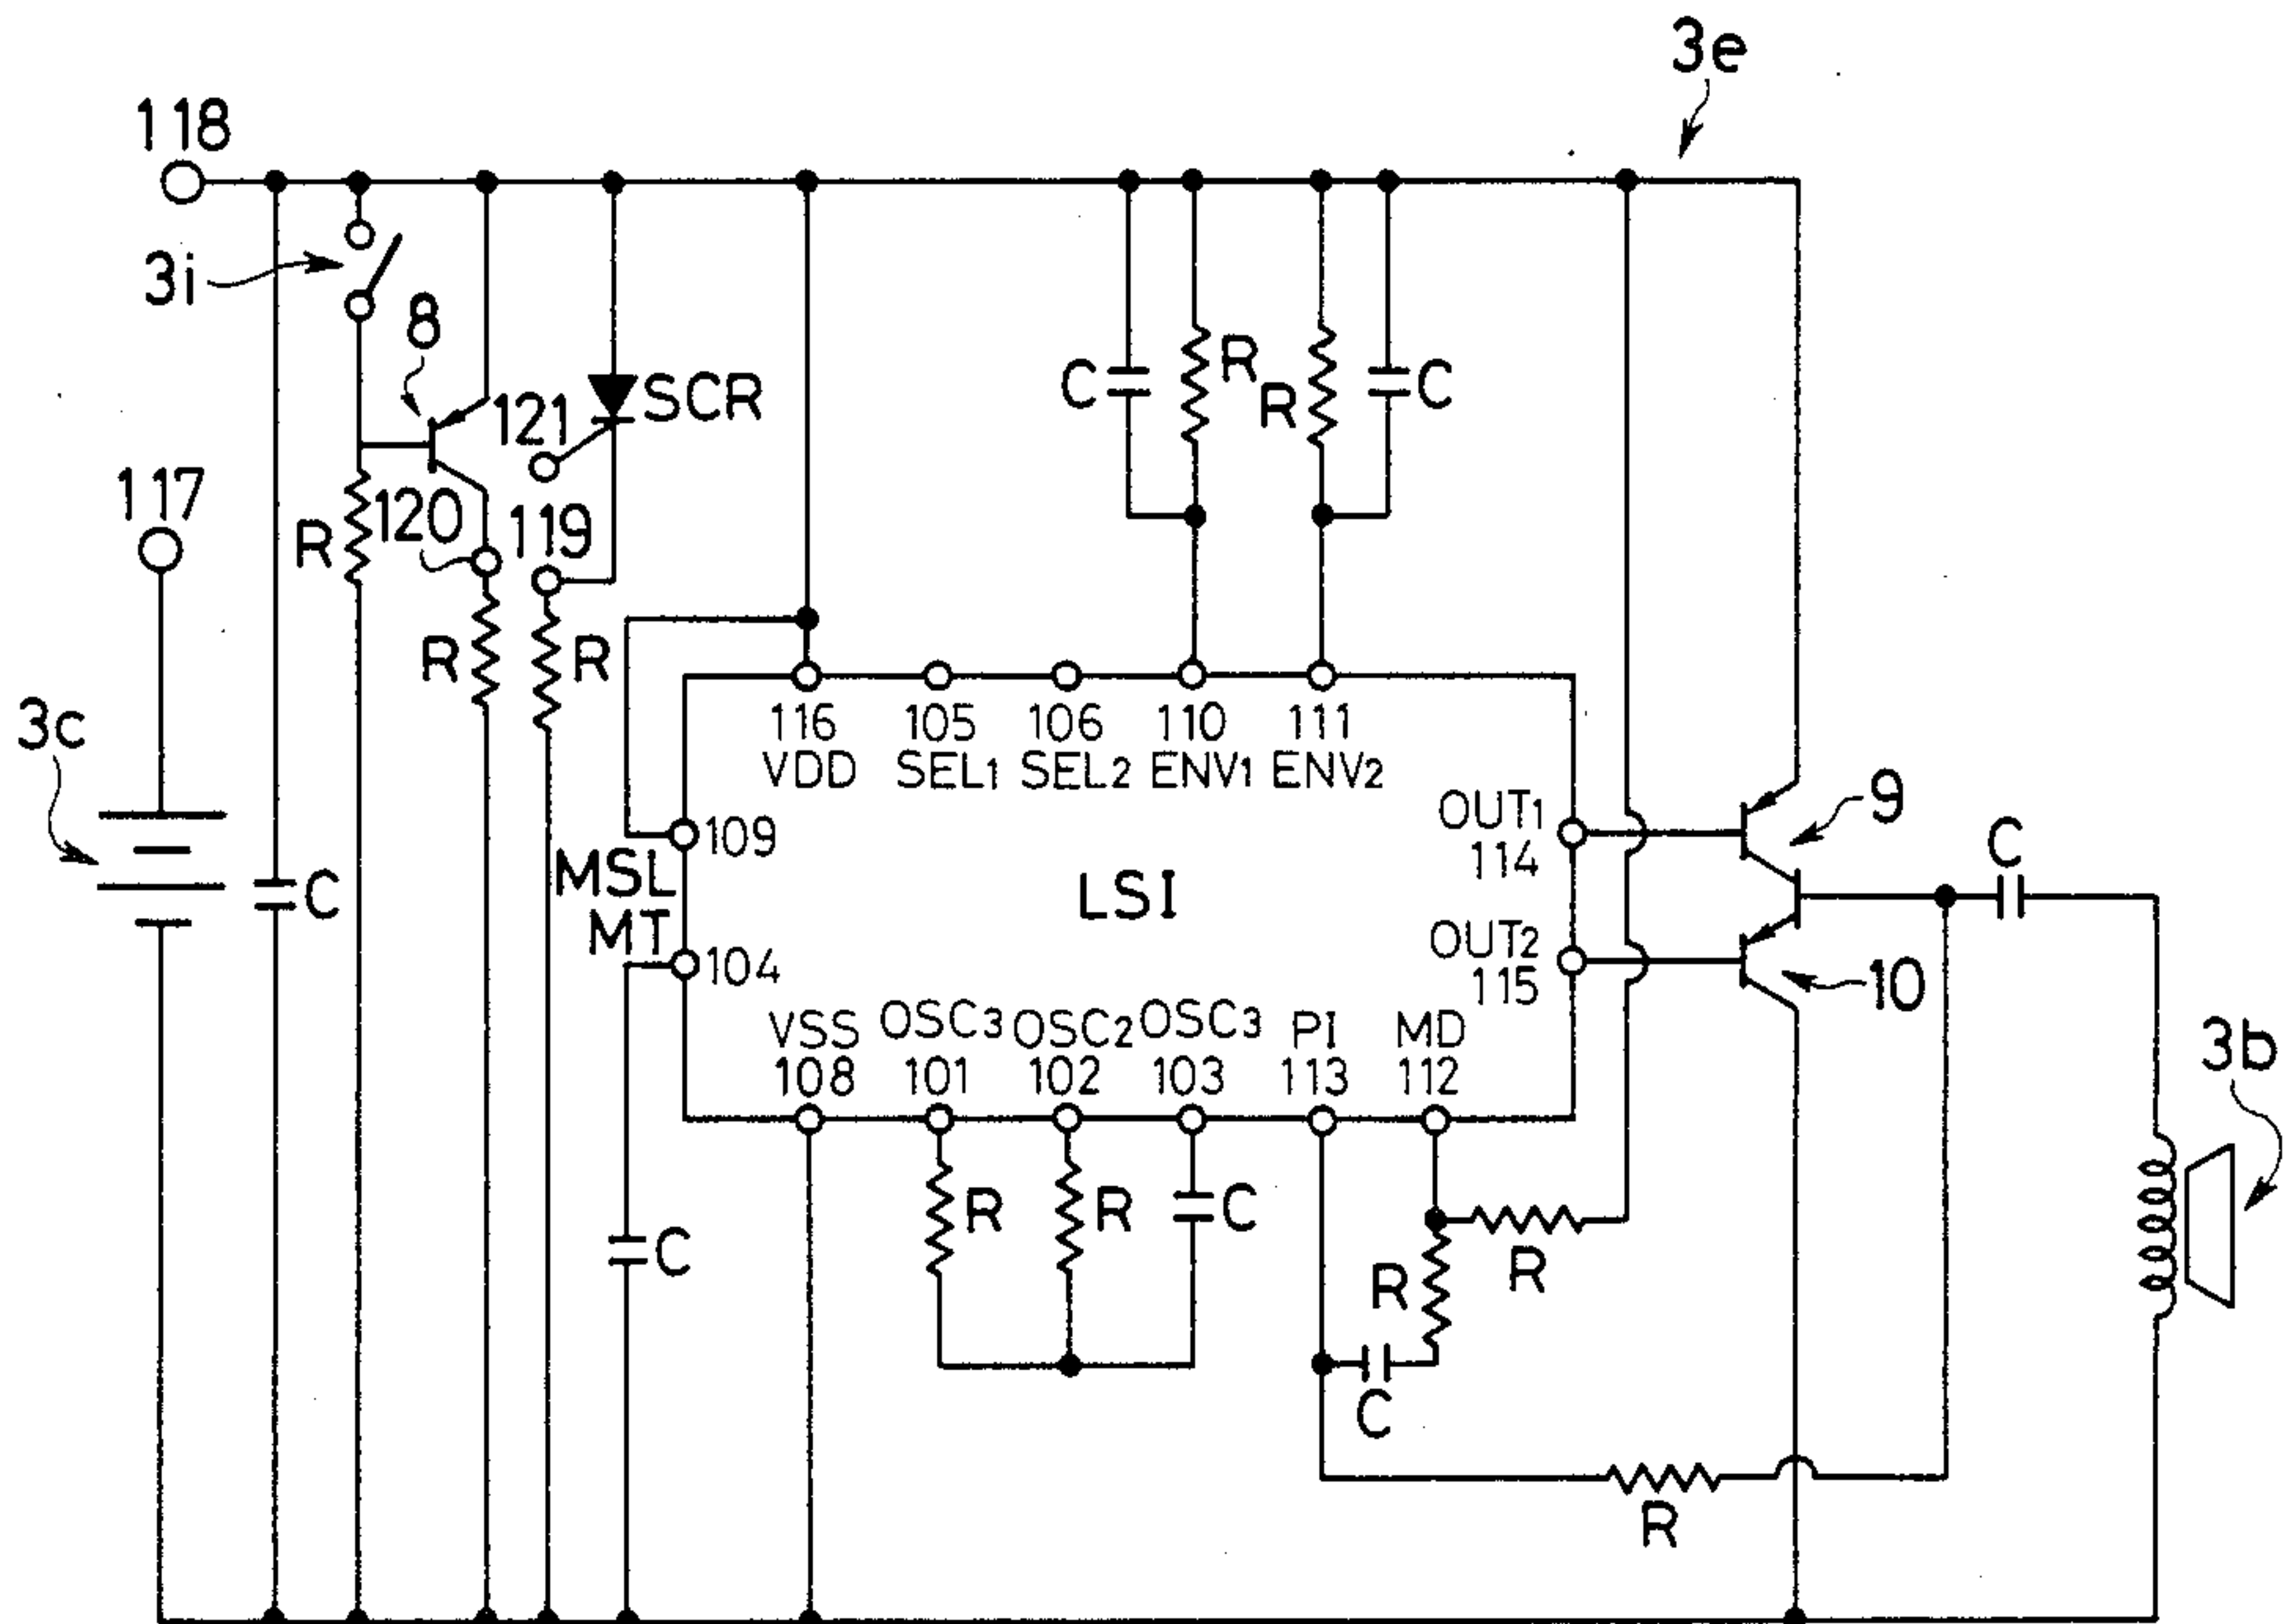 3e
118
3i
8
121
SCR
C
R
R
C
117
R
120
119
R
R
3c
116
105
106
110
111
VDD
SEL1
SEL2
ENV1
ENV2
OUT1
114
9
C
109
MSL
MT
104
LSI
C
OUT2
115
10
VSS
OSC3
OSC2
OSC3
PI
MD
108
101
102
103
113
112
3b
R
R
C
C
R
R
C
R